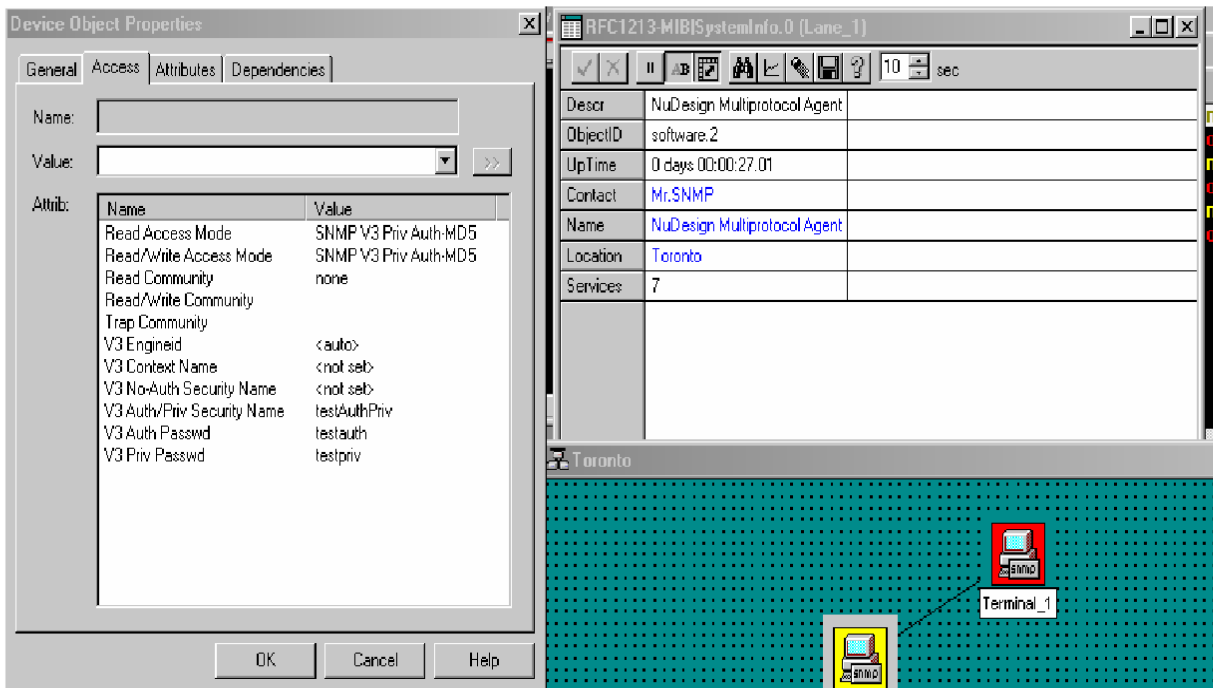 Device Object Properties
General Access Attributes Dependencies
Name:
Value:
>>
Attrib:
Name Value
Read Access Mode SNMP V3 Priv Auth-MD5
Read/Write Access Mode SNMP V3 Priv Auth-MD5
Read Community none
Read/Write Community
Trap Community
V3 Engineid <auto>
V3 Context Name <not set>
V3 No-Auth Security Name <not set>
V3 Auth/Priv Security Name testAuthPriv
V3 Auth Passwd testauth
V3 Priv Passwd testpriv
OK Cancel Help
RFC1213-MIB|SystemInfo.0 (Lane_1)
AB ? 10 sec
Descr NuDesign Multiprotocol Agent
ObjectID software.2
UpTime 0 days 00:00:27.01
Contact Mr.SNMP
Name NuDesign Multiprotocol Agent
Location Toronto
Services 7
Toronto
snmp
Terminal_1
snmp